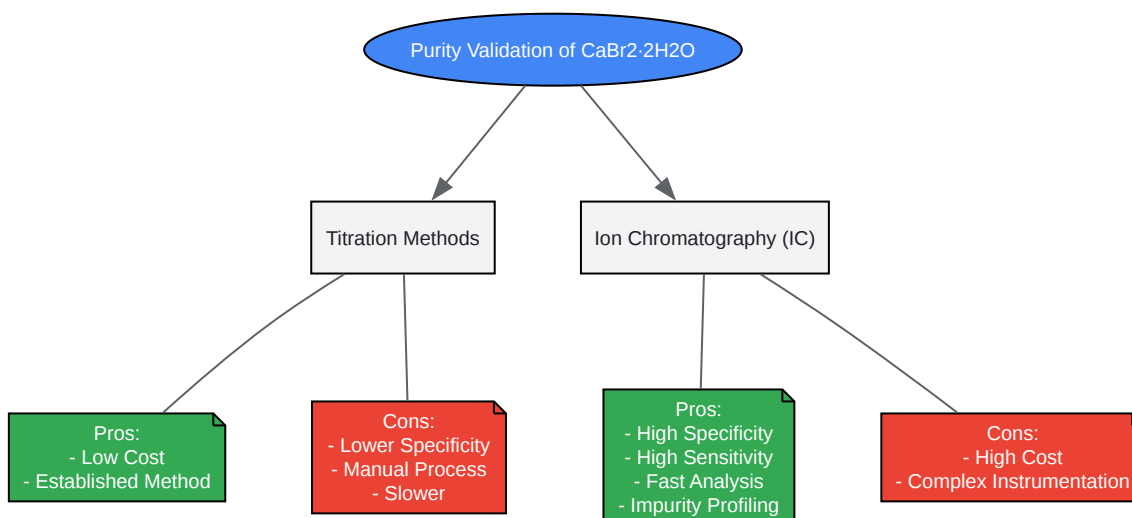 Purity Validation of CaBr2·2H2O
Titration Methods
Ion Chromatography (IC)
Pros:
- Low Cost
- Established Method
Cons:
- Lower Specificity
- Manual Process
- Slower
Pros:
- High Specificity
- High Sensitivity
- Fast Analysis
- Impurity Profiling
Cons:
- High Cost
- Complex Instrumentation